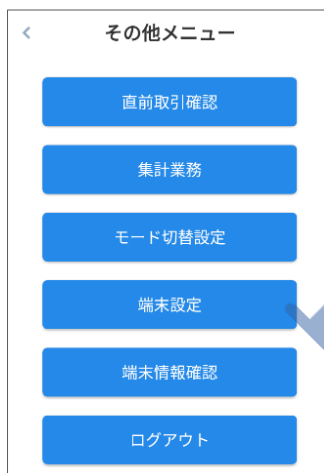 その他メニュー
直前取引確認
集計業務
モード切替設定
端末設定
端末情報確認
ログアウト